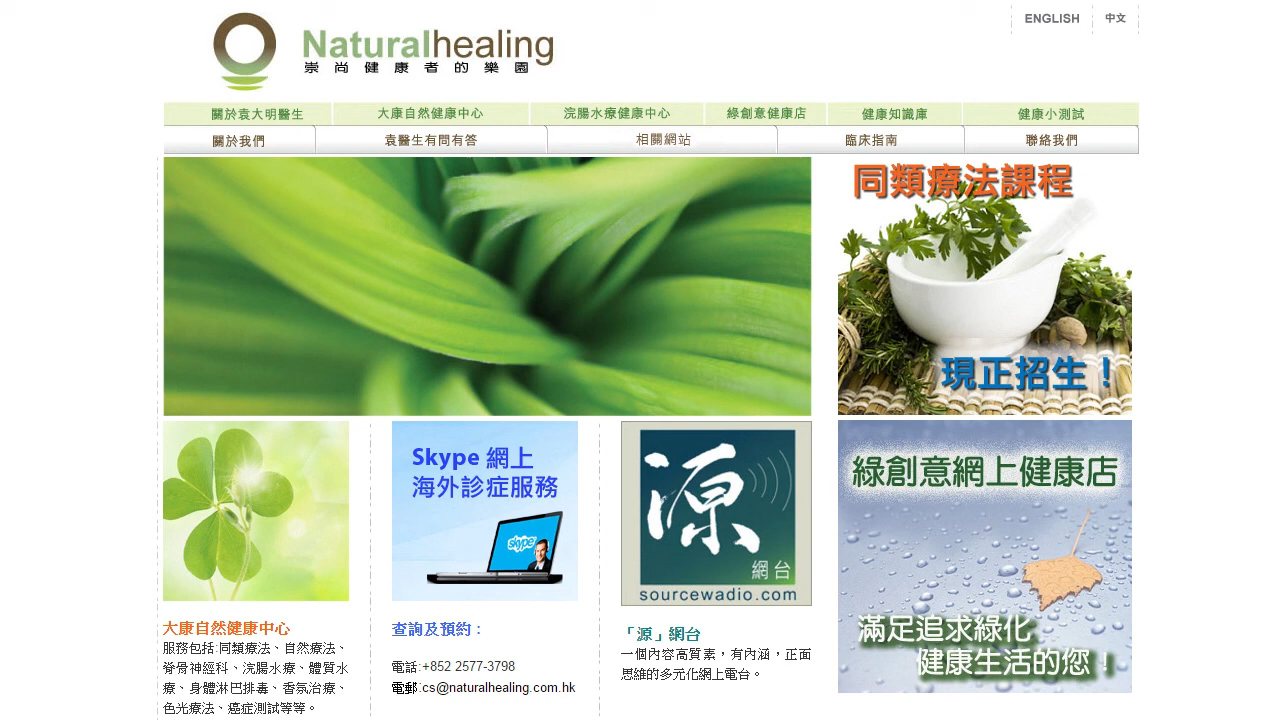 ENGLISH 中文
Naturalhealing
崇尚健康者的樂園
關於袁大明醫生 大康自然健康中心 浣腸水療健康中心 綠創意健康店 健康知識庫 健康小測試
關於我們 袁醫生有問有答 相關網站 臨床指南 聯絡我們
同類療法課程
現正招生！
Skype 網上
海外診症服務
skype
源
網台
sourcewadio.com
綠創意網上健康店
滿足追求綠化
健康生活的您！
大康自然健康中心
服務包括:同類療法、自然療法、
脊骨神經科、浣腸水療、體質水
療、身體淋巴排毒、香氛治療、
色光療法、癌症測試等等。
查詢及預約：
電話:+852 2577-3798
電郵:cs@naturalhealing.com.hk
「源」網台
一個內容高質素，有內涵，正面
思維的多元化網上電台。